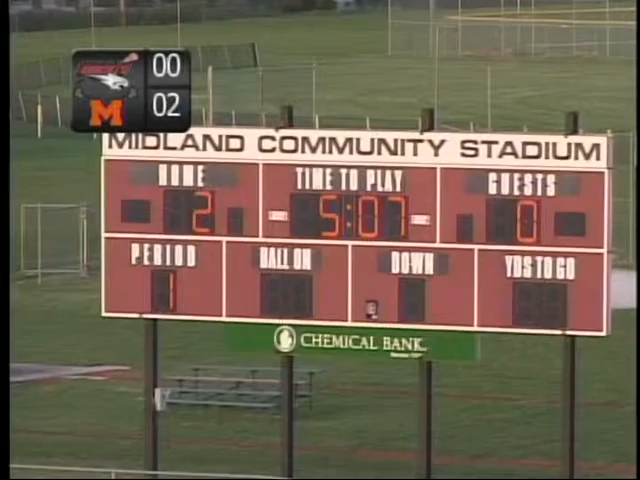 00
M 02
MIDLAND COMMUNITY STADIUM
HOME TIME TO PLAY GUESTS
2 5:07 0
PERIOD BALL ON DOWN YDS TO GO
1
CHEMICAL BANK